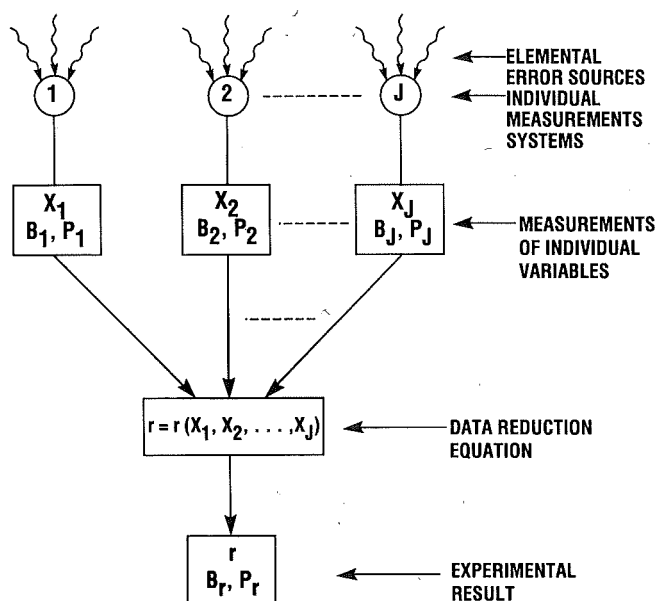 ELEMENTAL
ERROR SOURCES
1
2
J
INDIVIDUAL
MEASUREMENTS
SYSTEMS
X1
B1, P1
X2
B2, P2
XJ
BJ, PJ
MEASUREMENTS
OF INDIVIDUAL
VARIABLES
r = r (X1, X2, . . . ,XJ)
DATA REDUCTION
EQUATION
r
Br, Pr
EXPERIMENTAL
RESULT